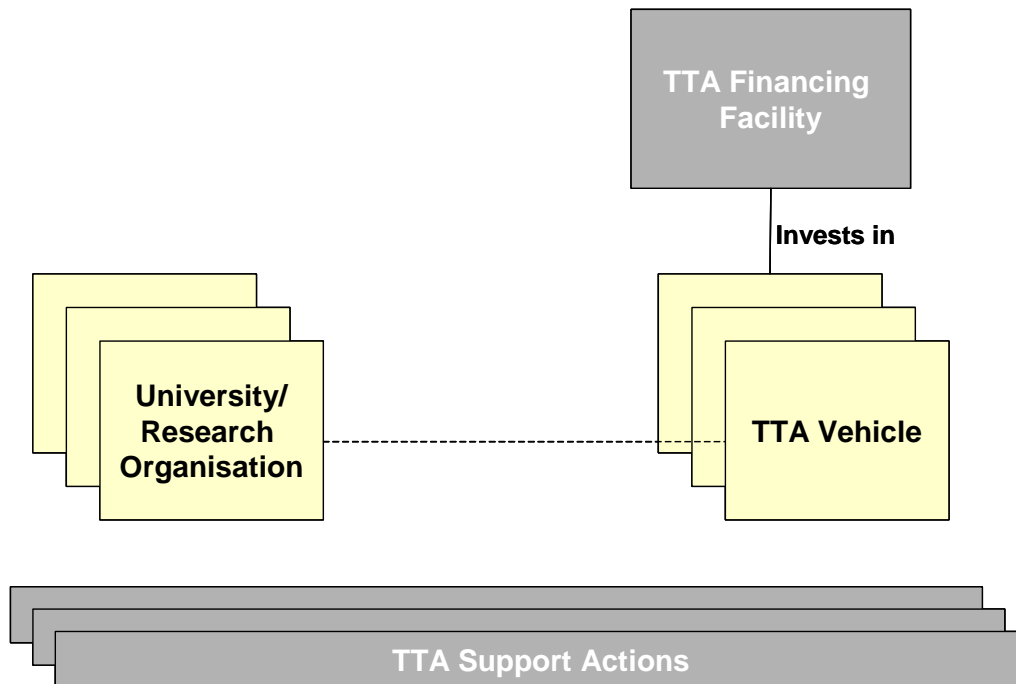 TTA Financing
Facility
Invests in
University/
Research
Organisation
TTA Vehicle
TTA Support Actions